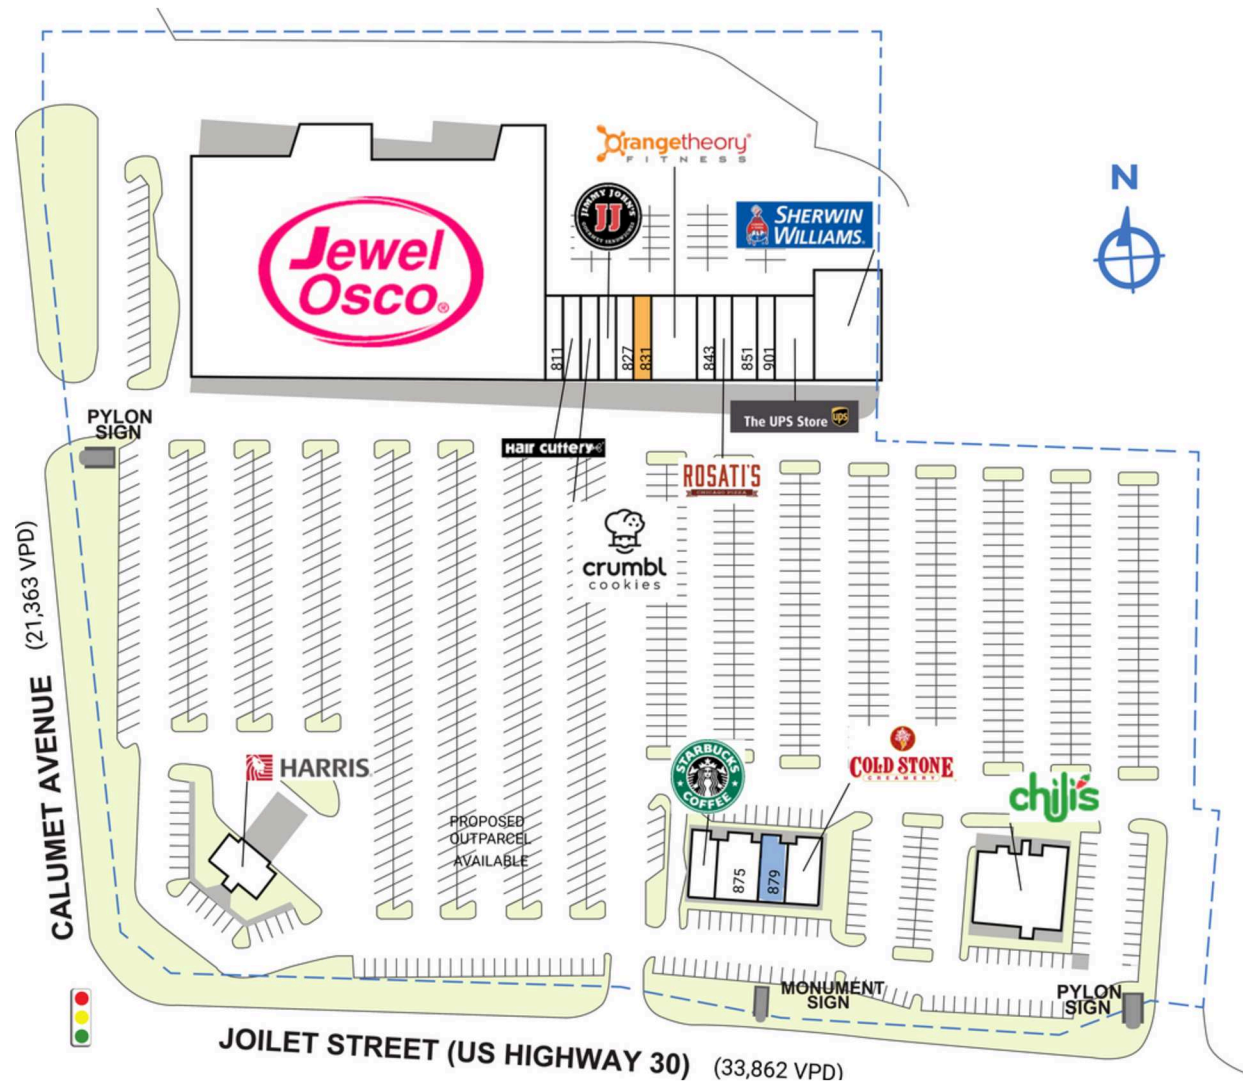 Orangetheory®
FITNESS
N
JIMMY JOHN'S
JJ
GOURMET SANDWICHES
SHERWIN
WILLIAMS®
Jewel
Osco®
811
827
831
843
851
901
PYLON
SIGN
The UPS Store
ups
Hair Cuttery
ROSATI'S
CHICAGO PIZZA
crumbl
cookies
(21,363 VPD)
CALUMET AVENUE
HARRIS
STARBUCKS
COFFEE
COLD STONE
CREAMERY
chili's
PROPOSED
OUTPARCEL
AVAILABLE
875
879
MONUMENT
SIGN
PYLON
SIGN
JOILET STREET (US HIGHWAY 30)
(33,862 VPD)